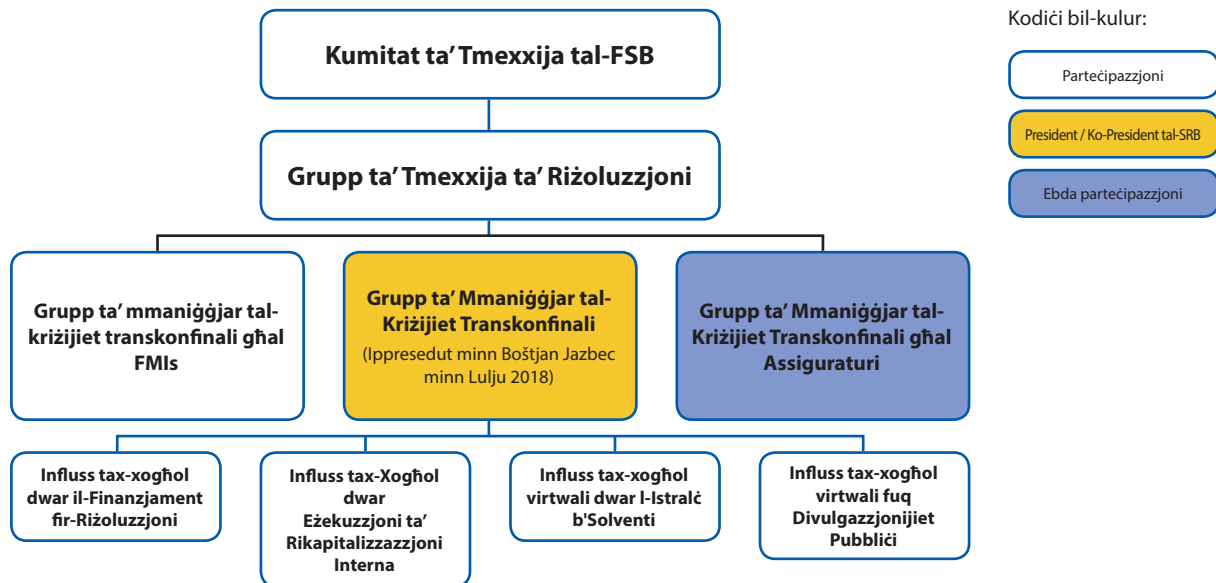 Kumitat ta’ Tmexxija tal-FSB
Grupp ta’ Tmexxija ta’ Riżoluzzjoni
Grupp ta’ mmaniġġjar tal-
kriżijiet transkonfinali għal
FMIs
Grupp ta’ Mmaniġġjar tal-
Kriżijiet Transkonfinali
(Ippresedut minn Boštjan Jazbec
minn Lulju 2018)
Grupp ta’ Mmaniġġjar tal-
Kriżijiet Transkonfinali għal
Assiguraturi
Influss tax-xogħol
dwar il-Finanzjament
fir-Riżoluzzjoni
Influss tax-Xogħol
dwar
Eżekuzzjoni ta’
Rikapitalizzazzjoni
Interna
Influss tax-xogħol
virtwali dwar l-Istralċ
b'Solventi
Influss tax-xogħol
virtwali fuq
Divulgazzjonijiet
Pubbliċi
Kodiċi bil-kulur:
Parteċipazzjoni
President / Ko-President tal-SRB
Ebda parteċipazzjoni